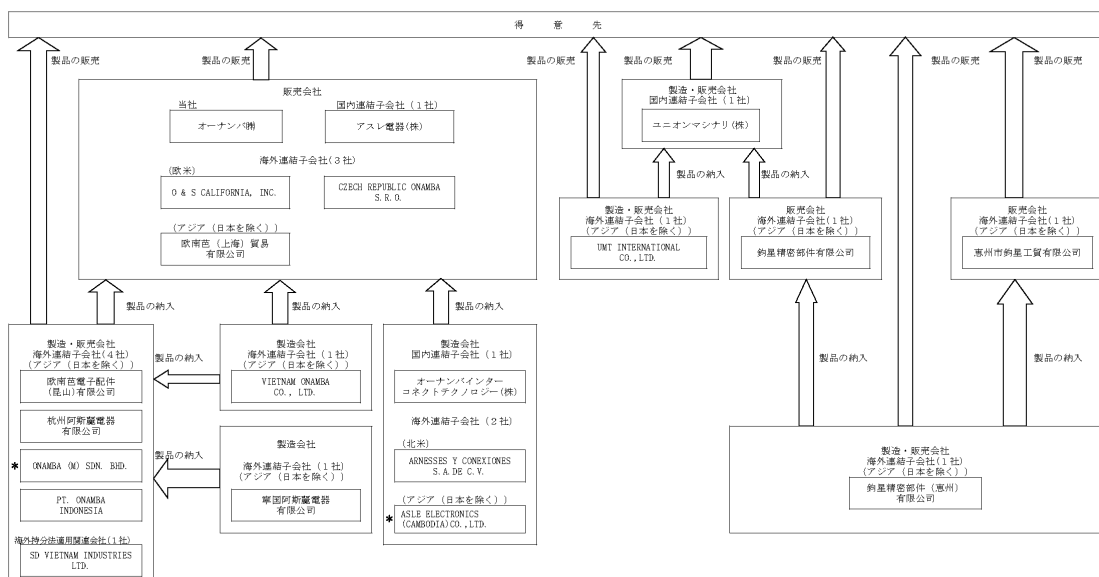 得 意 先
製品の販売
製品の販売
製品の販売
製品の販売
製品の販売
製品の販売
製品の販売
販売会社
当社
オーナンバ㈱
国内連結子会社(1社)
アスレ電器(株)
海外連結子会社(3社)
(欧米)
O & S CALIFORNIA, INC.
CZECH REPUBLIC ONAMBA
S.R.O.
(アジア(日本を除く))
欧南芭(上海)貿易
有限公司
製造・販売会社
国内連結子会社(1社)
ユニオンマシナリ(株)
製品の納入
製品の納入
製造・販売会社
海外連結子会社(1社)
(アジア(日本を除く))
UMT INTERNATIONAL
CO.,LTD.
販売会社
海外連結子会社(1社)
(アジア(日本を除く))
鈞星精密部件有限公司
販売会社
海外連結子会社(1社)
(アジア(日本を除く))
恵州市鈞星工貿有限公司
製品の納入
製品の納入
製品の納入
製造・販売会社
海外連結子会社(4社)
(アジア(日本を除く))
欧南芭電子配件
(昆山)有限公司
杭州阿斯麗電器
有限公司
* ONAMBA (M) SDN. BHD.
PT. ONAMBA
INDONESIA
海外持分法適用関連会社(1社)
SD VIETNAM INDUSTRIES
LTD.
製品の納入
製品の納入
製造会社
海外連結子会社(1社)
(アジア(日本を除く))
VIETNAM ONAMBA
CO., LTD.
製造会社
海外連結子会社(1社)
(アジア(日本を除く))
寧国阿斯麗電器
有限公司
製造会社
国内連結子会社(1社)
オーナンバインター
コネクトテクノロジー(株)
海外連結子会社(2社)
(北米)
ARNESSES Y CONEXIONES
S.A.DE C.V.
(アジア(日本を除く))
* ASLE ELECTRONICS
(CAMBODIA)CO.,LTD.
製品の納入
製品の納入
製造・販売会社
海外連結子会社(1社)
(アジア(日本を除く))
鈞星精密部件(恵州)
有限公司